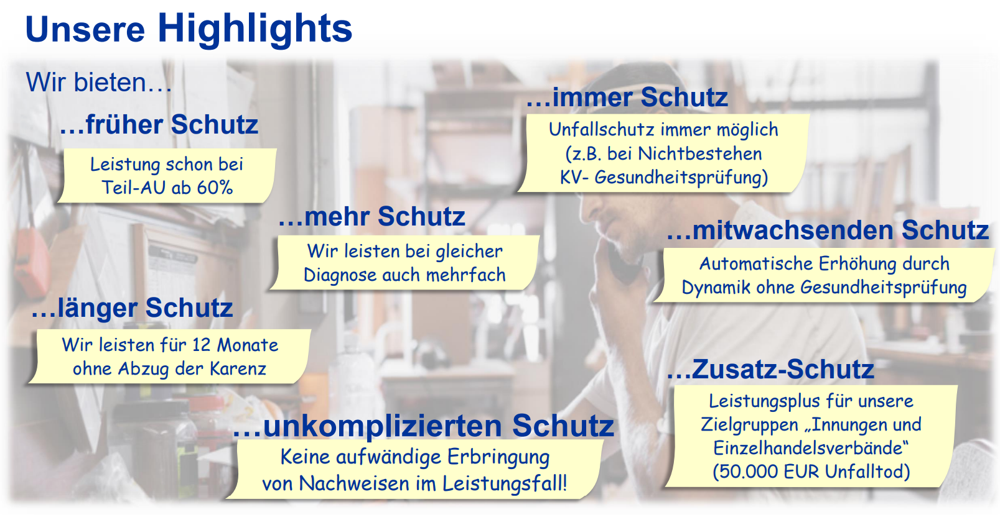 Unsere Highlights
Wir bieten…
…früher Schutz
Leistung schon bei
Teil-AU ab 60%
…immer Schutz
Unfallschutz immer möglich
(z.B. bei Nichtbestehen
KV- Gesundheitsprüfung)
…mehr Schutz
Wir leisten bei gleicher
Diagnose auch mehrfach
…mitwachsenden Schutz
Automatische Erhöhung durch
Dynamik ohne Gesundheitsprüfung
…länger Schutz
Wir leisten für 12 Monate
ohne Abzug der Karenz
…Zusatz-Schutz
Leistungsplus für unsere
Zielgruppen „Innungen und
Einzelhandelsverbände“
(50.000 EUR Unfalltod)
…unkomplizierten Schutz
Keine aufwändige Erbringung
von Nachweisen im Leistungsfall!